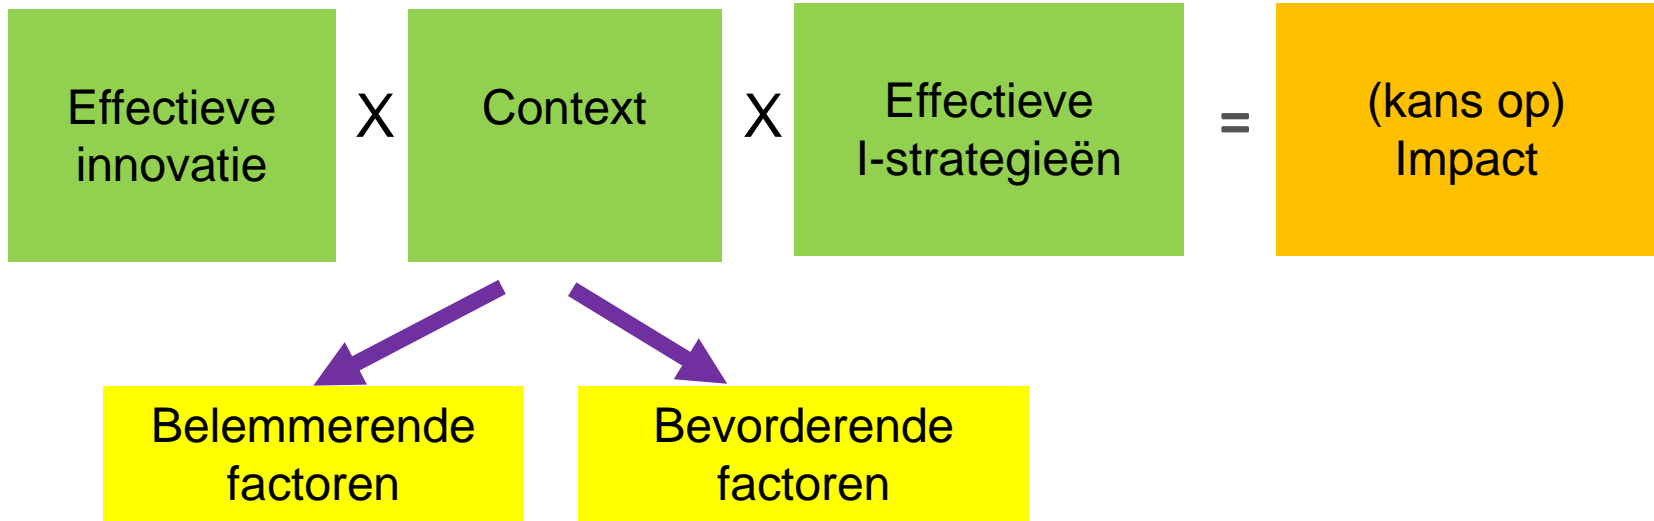 Effectieve
innovatie
X
Context
X
Effectieve
I-strategieën
=
(kans op)
Impact
Belemmerende
factoren
Bevorderende
factoren